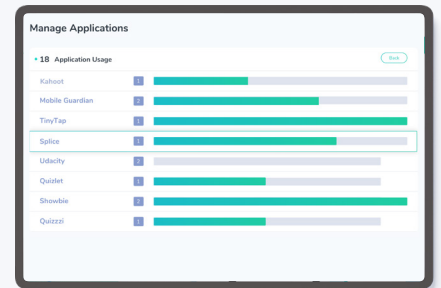 Manage Applications
18 Application Usage
Back
Kahoot 1
Mobile Guardian 2
TinyTap 1
Splice 1
Udacity 2
Quizlet 1
Showbie 2
Quizzzi 1